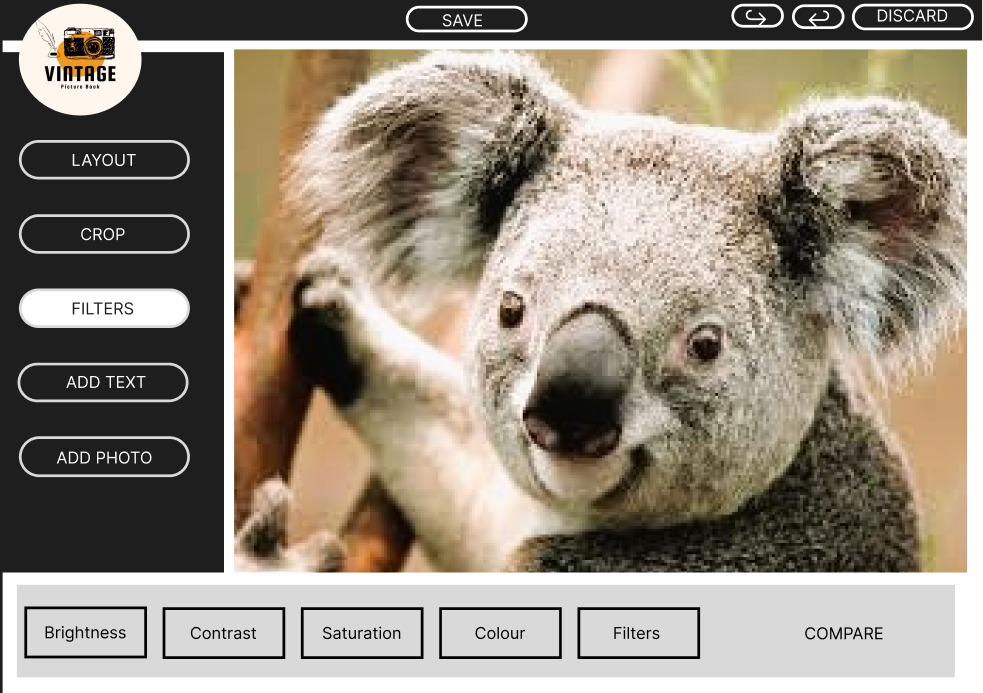 SAVE
DISCARD
VINTAGE
Picture Book
LAYOUT
CROP
FILTERS
ADD TEXT
ADD PHOTO
Brightness
Contrast
Saturation
Colour
Filters
COMPARE